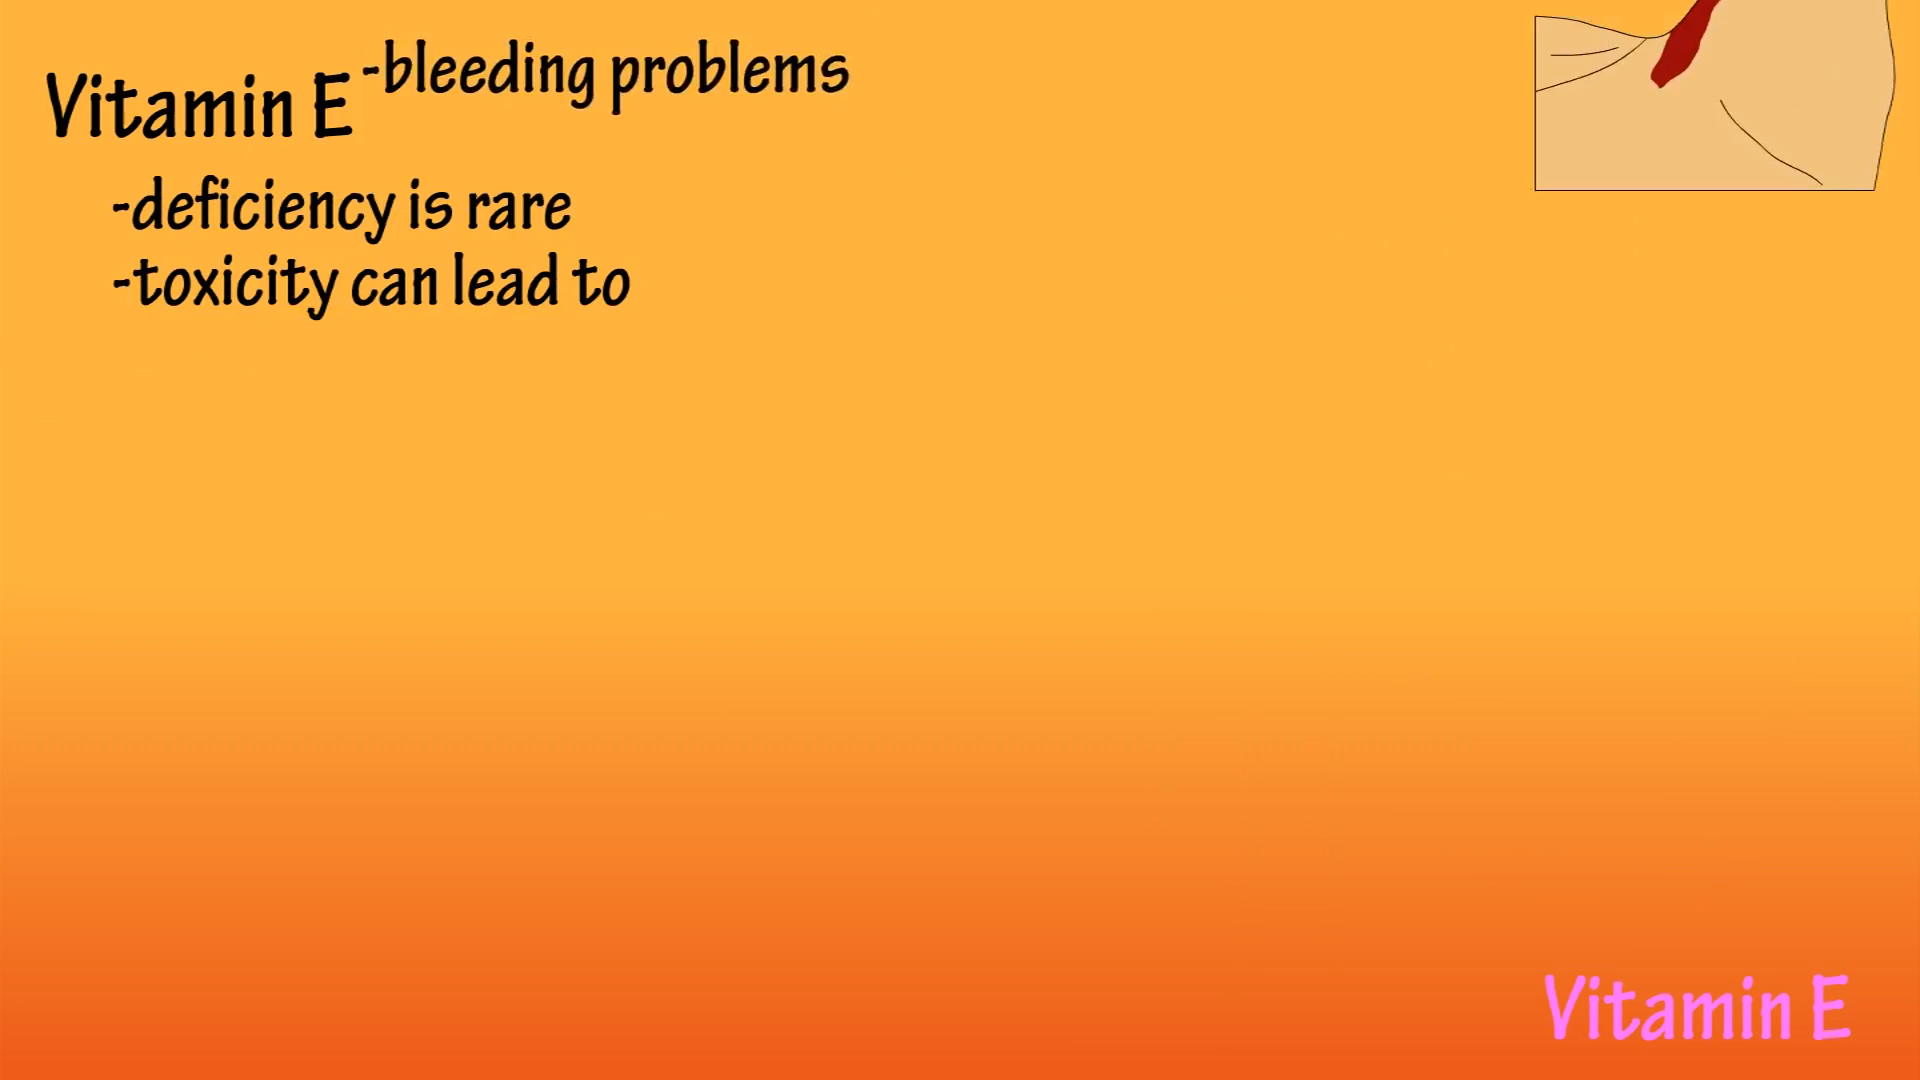 Vitamin E
-bleeding problems
-deficiency is rare
-toxicity can lead to
Vitamin E